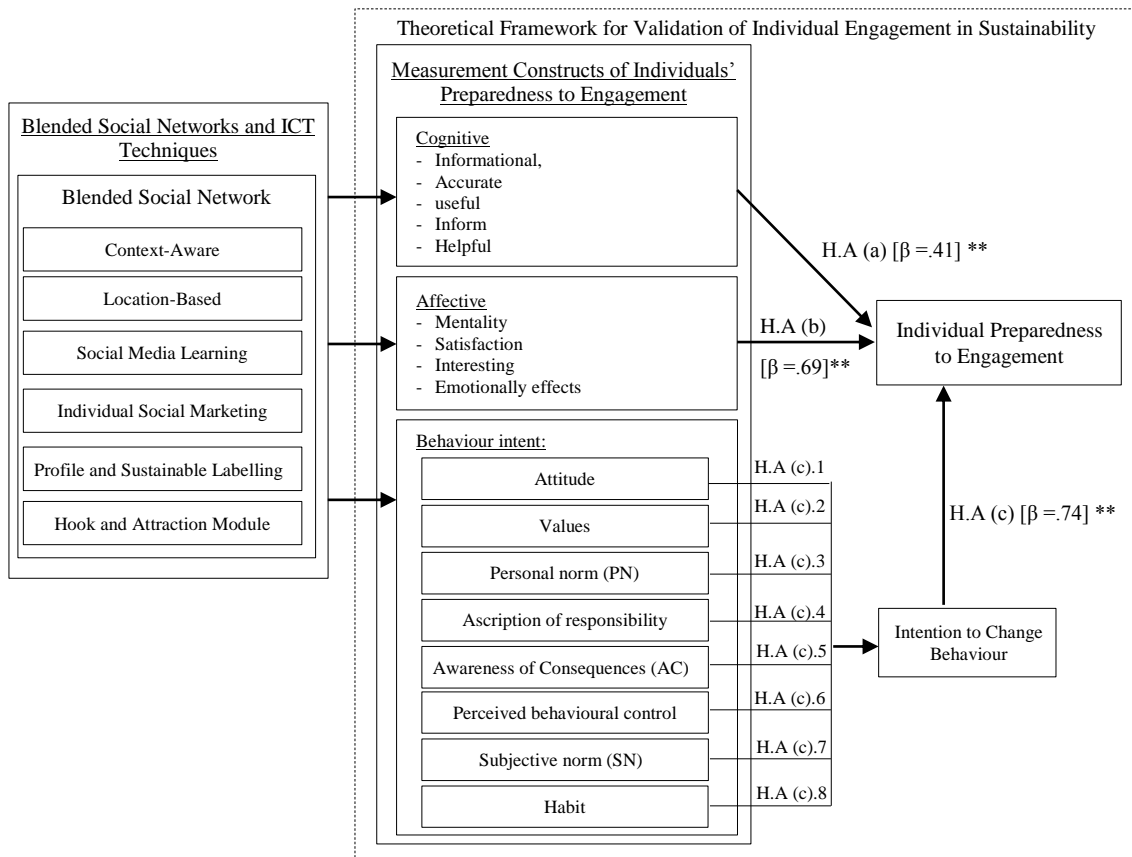 Theoretical Framework for Validation of Individual Engagement in Sustainability
Blended Social Networks and ICT
Techniques
Blended Social Network
Context-Aware
Location-Based
Social Media Learning
Individual Social Marketing
Profile and Sustainable Labelling
Hook and Attraction Module
Measurement Constructs of Individuals'
Preparedness to Engagement
Cognitive
- Informational,
- Accurate
- useful
- Inform
- Helpful
Affective
- Mentality
- Satisfaction
- Interesting
- Emotionally effects
Behaviour intent:
Attitude
Values
Personal norm (PN)
Ascription of responsibility
Awareness of Consequences (AC)
Perceived behavioural control
Subjective norm (SN)
Habit
H.A (a) [β =.41] **
H.A (b)
[β =.69]**
H.A (c).1
H.A (c).2
H.A (c).3
H.A (c).4
H.A (c).5
H.A (c).6
H.A (c).7
H.A (c).8
Individual Preparedness
to Engagement
H.A (c) [β =.74] **
Intention to Change
Behaviour